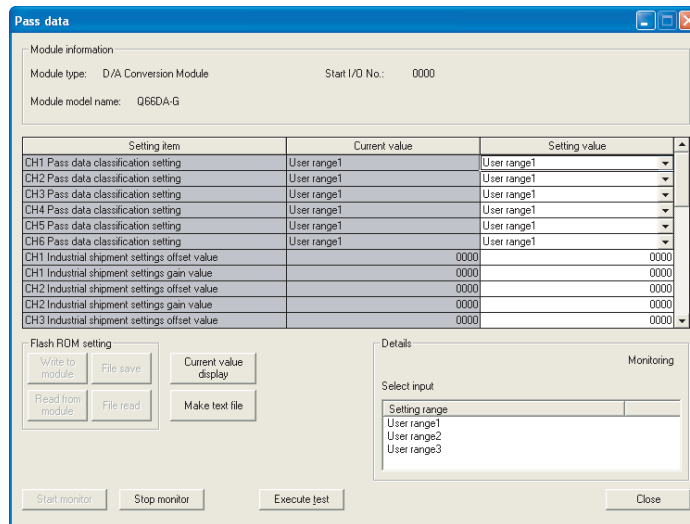 Pass data
Module information
Module type: D/A Conversion Module Start I/O No.: 0000
Module model name: Q66DA-G
Setting item Current value Setting value
CH1 Pass data classification setting User range1 User range1
CH2 Pass data classification setting User range1 User range1
CH3 Pass data classification setting User range1 User range1
CH4 Pass data classification setting User range1 User range1
CH5 Pass data classification setting User range1 User range1
CH6 Pass data classification setting User range1 User range1
CH1 Industrial shipment settings offset value 0000 0000
CH1 Industrial shipment settings gain value 0000 0000
CH2 Industrial shipment settings offset value 0000 0000
CH2 Industrial shipment settings gain value 0000 0000
CH3 Industrial shipment settings offset value 0000 0000
Flash ROM setting
Write to module
File save
Current value display
Read from module
File read
Make text file
Details
Monitoring
Select input
Setting range
User range1
User range2
User range3
Start monitor Stop monitor Execute test Close